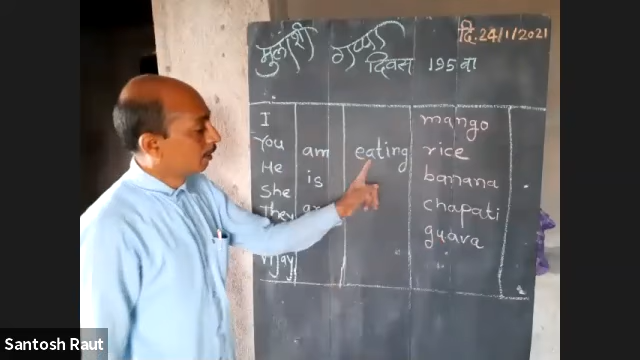 दि. 24/1/2021
मुलांशी गप्पा
दिवस 195 वा
I
You
He
She
They
Vijay
am
is
eating
mango
rice
banana
chapati
guava
Santosh Raut